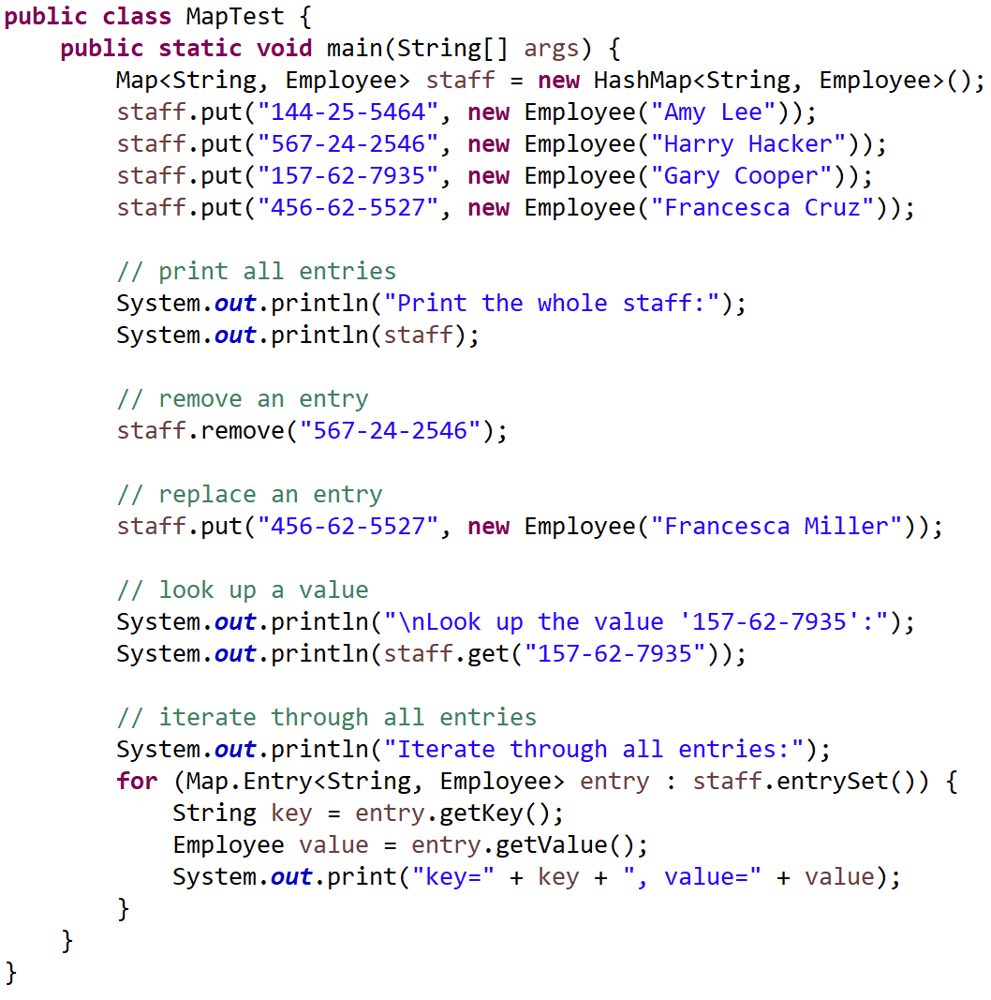 public class MapTest {
    public static void main(String[] args) {
        Map<String, Employee> staff = new HashMap<String, Employee>();
        staff.put("144-25-5464", new Employee("Amy Lee"));
        staff.put("567-24-2546", new Employee("Harry Hacker"));
        staff.put("157-62-7935", new Employee("Gary Cooper"));
        staff.put("456-62-5527", new Employee("Francesca Cruz"));

        // print all entries
        System.out.println("Print the whole staff:");
        System.out.println(staff);

        // remove an entry
        staff.remove("567-24-2546");

        // replace an entry
        staff.put("456-62-5527", new Employee("Francesca Miller"));

        // look up a value
        System.out.println("\nLook up the value '157-62-7935':");
        System.out.println(staff.get("157-62-7935"));

        // iterate through all entries
        System.out.println("Iterate through all entries:");
        for (Map.Entry<String, Employee> entry : staff.entrySet()) {
            String key = entry.getKey();
            Employee value = entry.getValue();
            System.out.print("key=" + key + ", value=" + value);
        }
    }
}